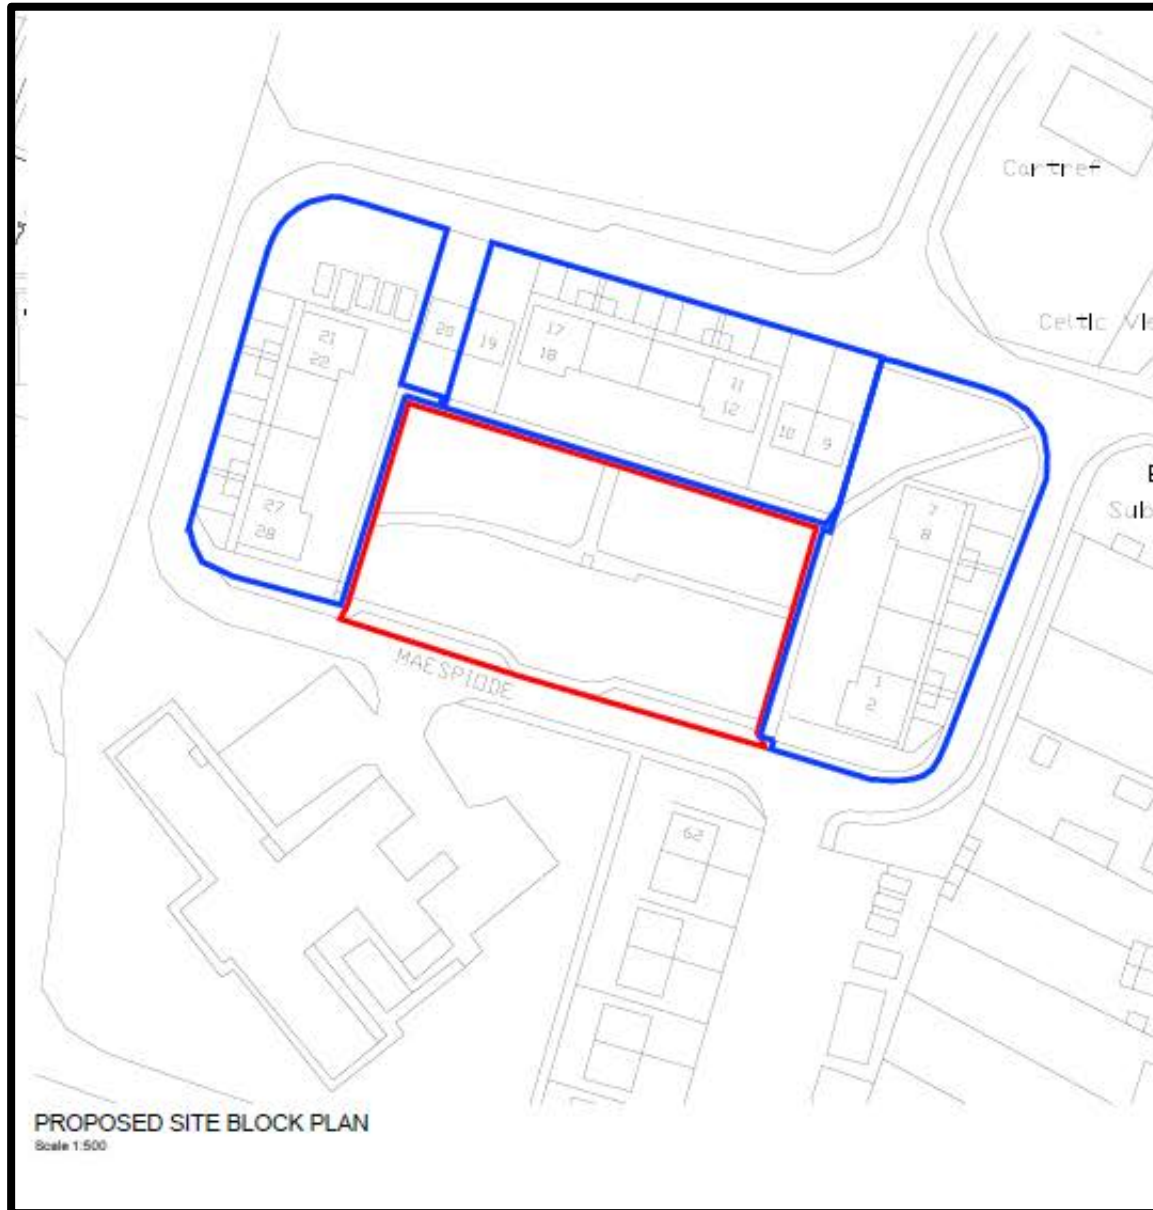 Cartref
Celtic Vie
E
Sub
21
22
20
19
17
18
11
12
10
9
7
8
27
28
1
2
MAESPIODE
62
PROPOSED SITE BLOCK PLAN
Scale 1:500